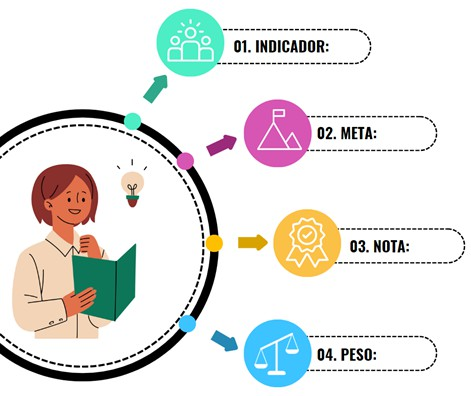 01. INDICADOR:
02. META:
03. NOTA:
04. PESO: